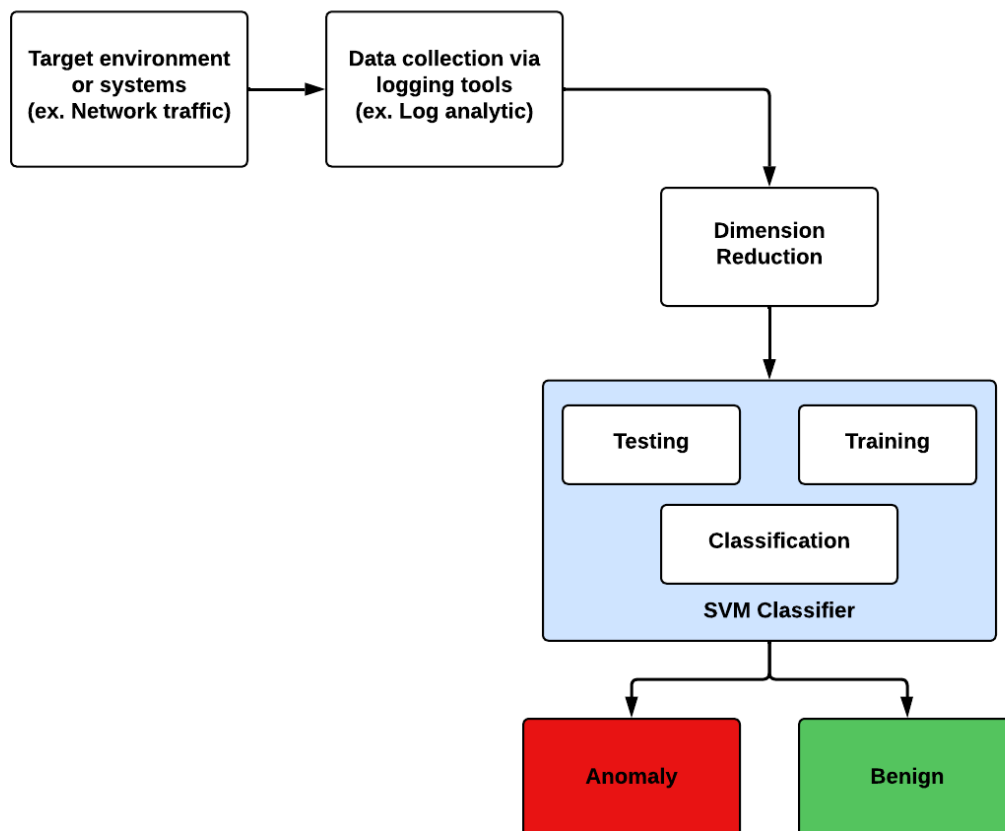 Target environment
or systems
(ex. Network traffic)
Data collection via
logging tools
(ex. Log analytic)
Dimension
Reduction
Testing
Training
Classification
SVM Classifier
Anomaly
Benign